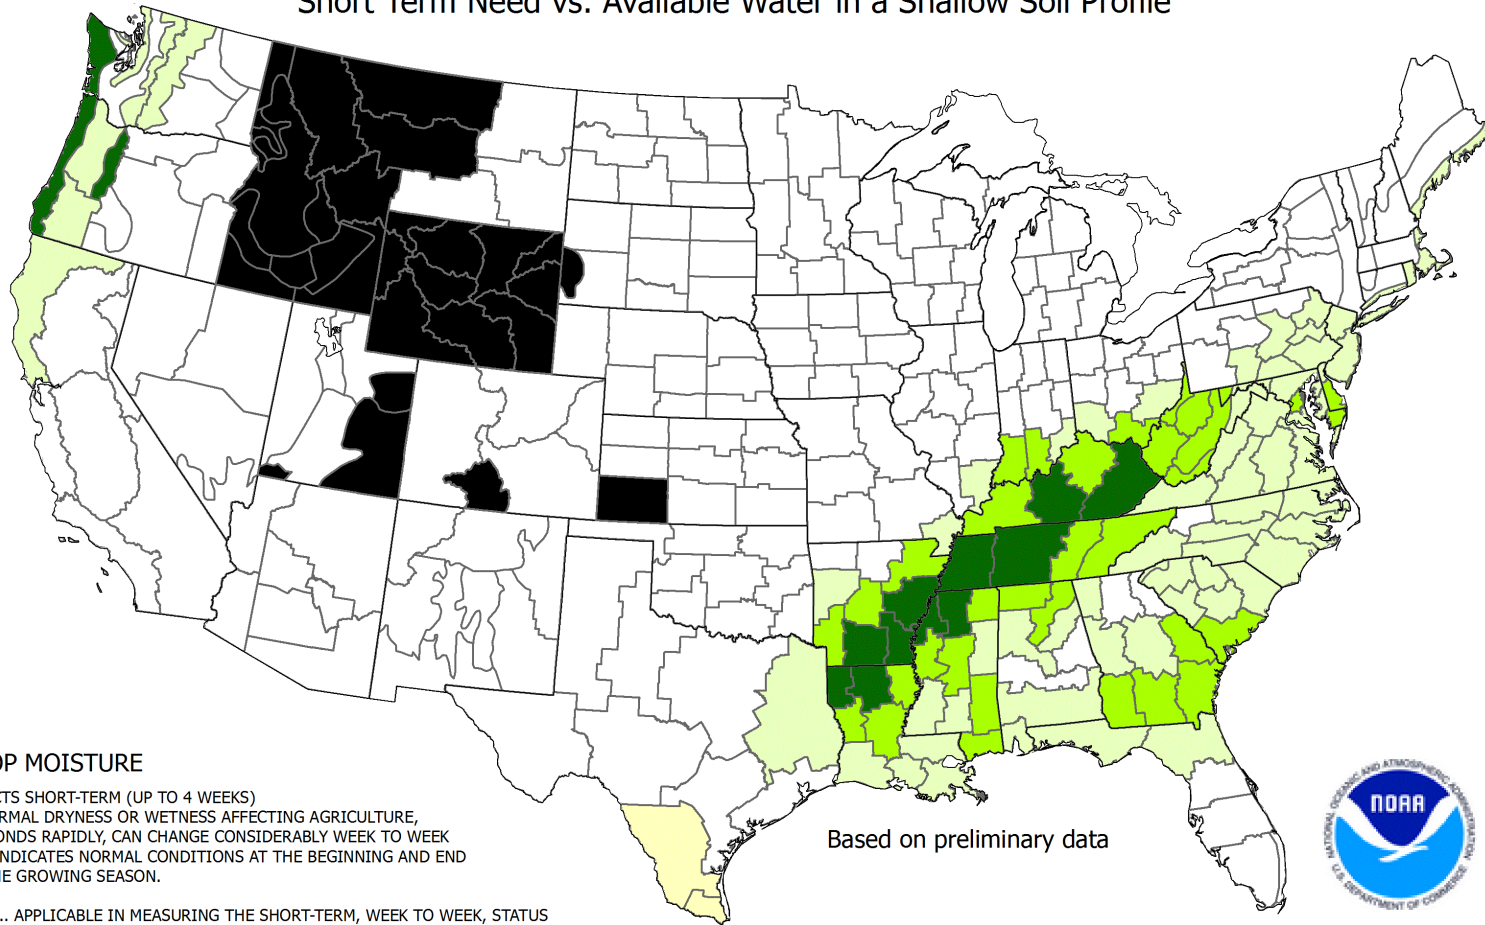 Short Term Need vs. Available Water in a Shallow Soil Profile
OP MOISTURE
CTS SHORT-TERM (UP TO 4 WEEKS)
RMAL DRYNESS OR WETNESS AFFECTING AGRICULTURE,
ONDS RAPIDLY, CAN CHANGE CONSIDERABLY WEEK TO WEEK
NDICATES NORMAL CONDITIONS AT THE BEGINNING AND END
E GROWING SEASON.
.. APPLICABLE IN MEASURING THE SHORT-TERM, WEEK TO WEEK, STATUS
Based on preliminary data
NATIONAL OCEANIC AND ATMOSPHERIC ADMINISTRATION
NOAA
U.S. DEPARTMENT OF COMMERCE